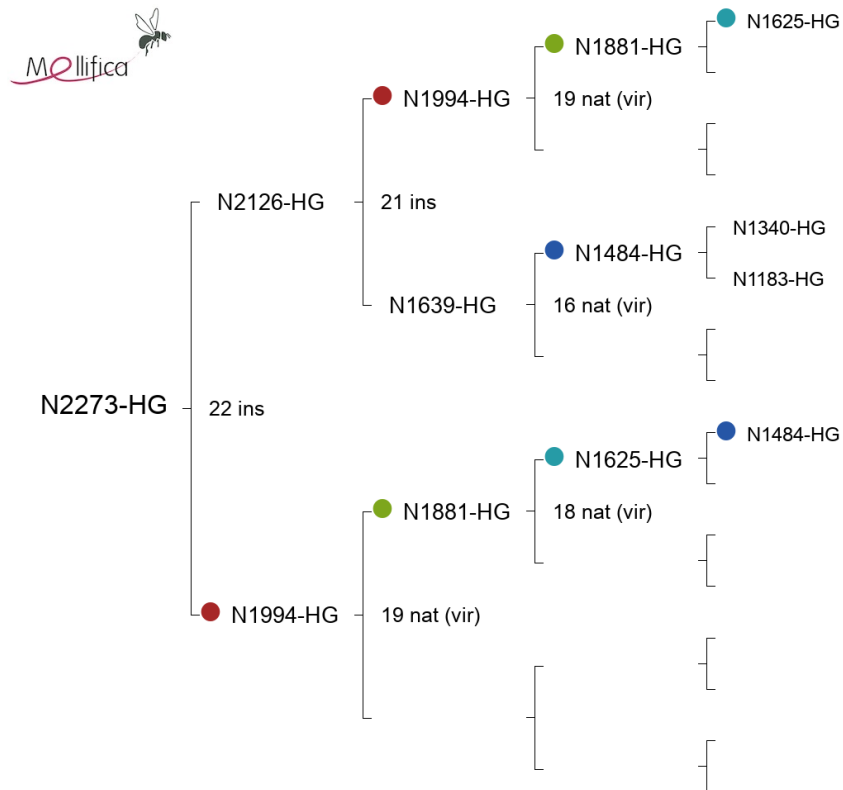 Mellifica
N1625-HG
N1881-HG
N1994-HG
19 nat (vir)
N2126-HG
21 ins
N1340-HG
N1484-HG
N1183-HG
N1639-HG
16 nat (vir)
N2273-HG
22 ins
N1484-HG
N1625-HG
N1881-HG
18 nat (vir)
N1994-HG
19 nat (vir)